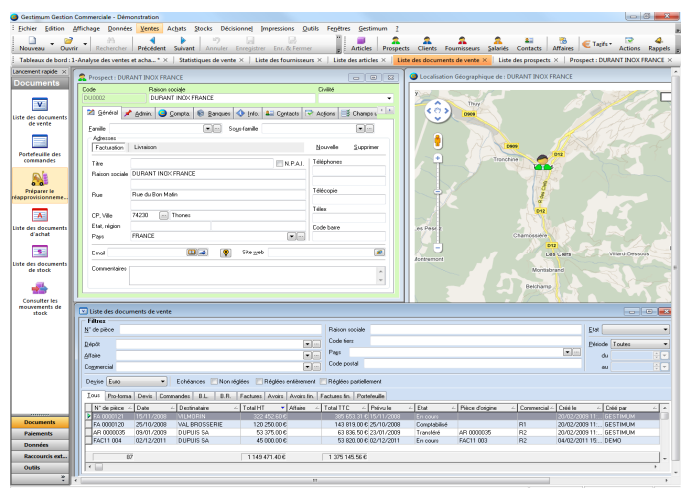 Gestimum Gestion Commerciale - Démonstration
Fichier Edition Affichage Données Ventes Achats Stocks Décisionnel Impressions Outils Fenêtres Gestimum ?
Nouveau Ouvrir Rechercher Précédent Suivant Annuler Enregistrer Enr. & Fermer Articles Prospects Clients Fournisseurs Salariés Contacts Affaires Tarifs Actions Rappels
Tableaux de bord : 1-Analyse des ventes et acha... * × Statistiques de vente × Liste des fournisseurs × Liste des articles × Liste des documents de vente × Liste des prospects × Prospect : DURANT INOX FRANCE
Lancement rapide ×
Documents
Liste des documents de vente
Portefeuille des commandes
Préparer le réapprovisionneme...
Liste des documents d'achat
Liste des documents de stock
Consulter les mouvements de stock
Documents
Paiements
Données
Raccourcis ext...
Outils
Prospect : DURANT INOX FRANCE
Code Raison sociale Civilité
DU0002 DURANT INOX FRANCE
Général Admin. Compta. Banques Info. Contacts Actions Champs u
Famille Sous-famille
Adresses
Facturation Livraison Nouvelle Supprimer
Titre N.P.A.I. Téléphones
Raison sociale DURANT INOX FRANCE
Télécopie
Rue Rue du Bon Matin
Télex
CP, Ville 74230 Thones
Etat, région Code barre
Pays FRANCE
Email Site web
Commentaires
Localisation Géographique de : DURANT INOX FRANCE
Thuy
D909
D909
D12
Tronchine
D12
Chamossière
D12
Les Clefs
Montisbrand
Belchamp
Liste des documents de vente
Filtres
N° de pièce Raison sociale Etat
Dépôt Code tiers Période Toutes
Affaire Pays du
Commercial Code postal au
Devise Euro Echéances Non réglées Réglées entièrement Réglées partiellement
Tous Pro-forma Devis Commandes B.L. B.R. Factures Avoirs Avoirs fin. Factures fin. Portefeuille
N° de pièce Date Destinataire Total HT Affaire Total TTC Prévu le Etat Pièce d'origine Commercial Créé le Créé par
FA 0000121 15/11/2008 VILMORIN 322 452.60 € 385 653.31 € 15/11/2008 En cours 20/02/2009 11:... GESTIMUM
FA 0000120 25/10/2008 VAL BROSSERIE 120 250.00 € 143 819.00 € 25/10/2008 Comptabilisé R1 20/02/2009 11:... GESTIMUM
AR 0000035 09/01/2009 DUPUIS SA 53 375.00 € 63 836.50 € 23/01/2009 Transféré AR 0000035 R2 20/02/2009 11:... GESTIMUM
FAC11 004 02/12/2011 DUPUIS SA 45 000.00 € 53 820.00 € 02/12/2011 En cours FAC11 003 R2 04/02/2011 15... DEMO
87 1 149 471.40 € 1 375 145.56 €